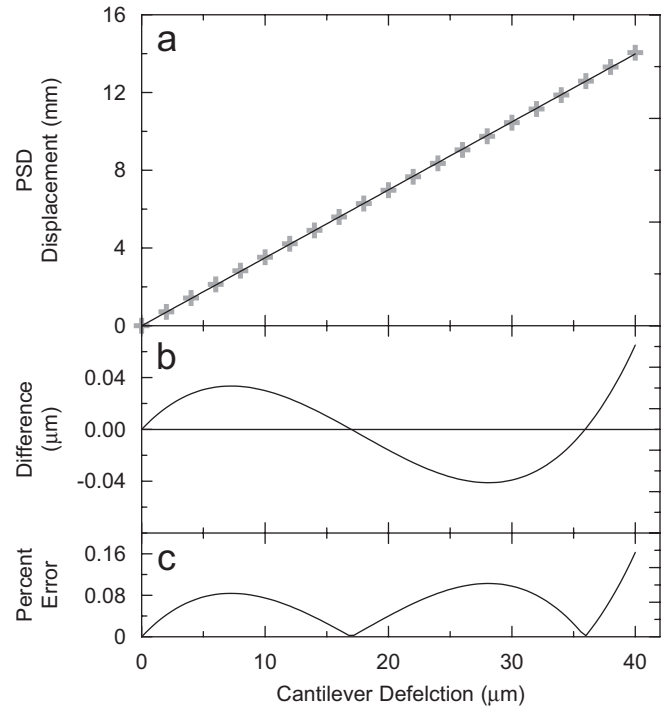 a
16
12
8
4
0
PSD
Displacement (mm)
b
0.04
0.00
-0.04
Difference
(μm)
c
0.16
0.08
0
Percent
Error
0 10 20 30 40
Cantilever Defelction (μm)